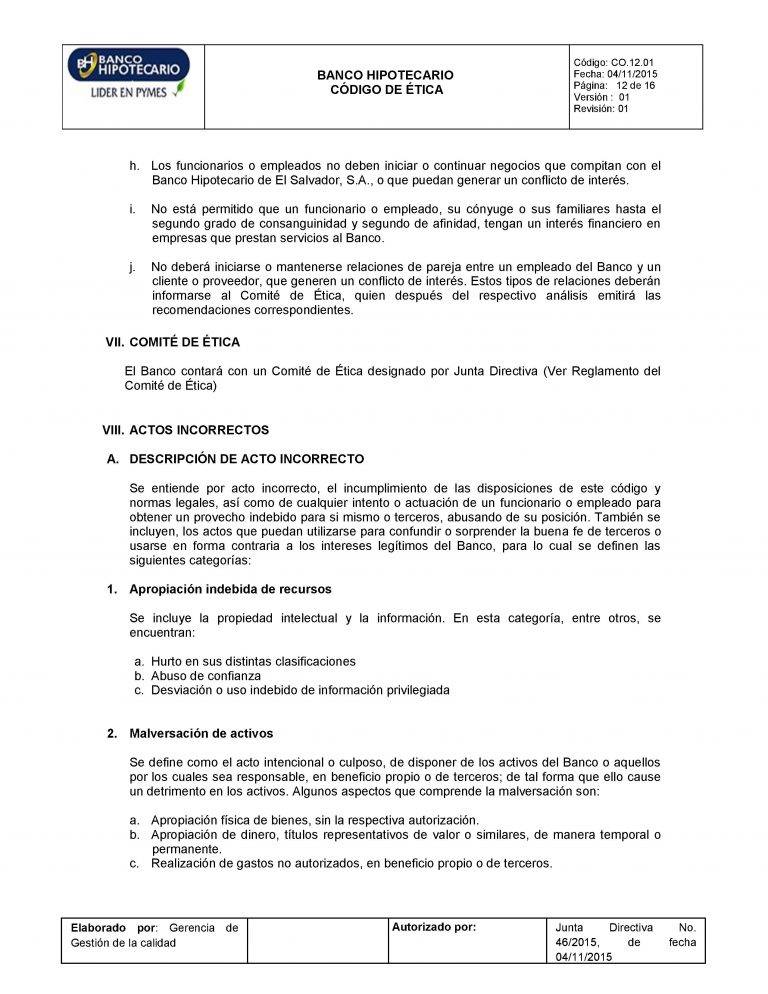 BANCO
HIPOTECARIO
LIDER EN PYMES
BANCO HIPOTECARIO
CÓDIGO DE ÉTICA
Código: CO.12.01
Fecha: 04/11/2015
Página: 12 de 16
Versión : 01
Revisión: 01
h. Los funcionarios o empleados no deben iniciar o continuar negocios que compitan con el
Banco Hipotecario de El Salvador, S.A., o que puedan generar un conflicto de interés.
i. No está permitido que un funcionario o empleado, su cónyuge o sus familiares hasta el
segundo grado de consanguinidad y segundo de afinidad, tengan un interés financiero en
empresas que prestan servicios al Banco.
j. No deberá iniciarse o mantenerse relaciones de pareja entre un empleado del Banco y un
cliente o proveedor, que generen un conflicto de interés. Estos tipos de relaciones deberán
informarse al Comité de Ética, quien después del respectivo análisis emitirá las
recomendaciones correspondientes.
VII. COMITÉ DE ÉTICA
El Banco contará con un Comité de Ética designado por Junta Directiva (Ver Reglamento del
Comité de Ética)
VIII. ACTOS INCORRECTOS
A. DESCRIPCIÓN DE ACTO INCORRECTO
Se entiende por acto incorrecto, el incumplimiento de las disposiciones de este código y
normas legales, así como de cualquier intento o actuación de un funcionario o empleado para
obtener un provecho indebido para si mismo o terceros, abusando de su posición. También se
incluyen, los actos que puedan utilizarse para confundir o sorprender la buena fe de terceros o
usarse en forma contraria a los intereses legítimos del Banco, para lo cual se definen las
siguientes categorías:
1. Apropiación indebida de recursos
Se incluye la propiedad intelectual y la información. En esta categoría, entre otros, se
encuentran:
a. Hurto en sus distintas clasificaciones
b. Abuso de confianza
c. Desviación o uso indebido de información privilegiada
2. Malversación de activos
Se define como el acto intencional o culposo, de disponer de los activos del Banco o aquellos
por los cuales sea responsable, en beneficio propio o de terceros; de tal forma que ello cause
un detrimento en los activos. Algunos aspectos que comprende la malversación son:
a. Apropiación física de bienes, sin la respectiva autorización.
b. Apropiación de dinero, títulos representativos de valor o similares, de manera temporal o
permanente.
c. Realización de gastos no autorizados, en beneficio propio o de terceros.
Elaborado por: Gerencia de
Gestión de la calidad
Autorizado por:
Junta Directiva No.
46/2015, de fecha
04/11/2015